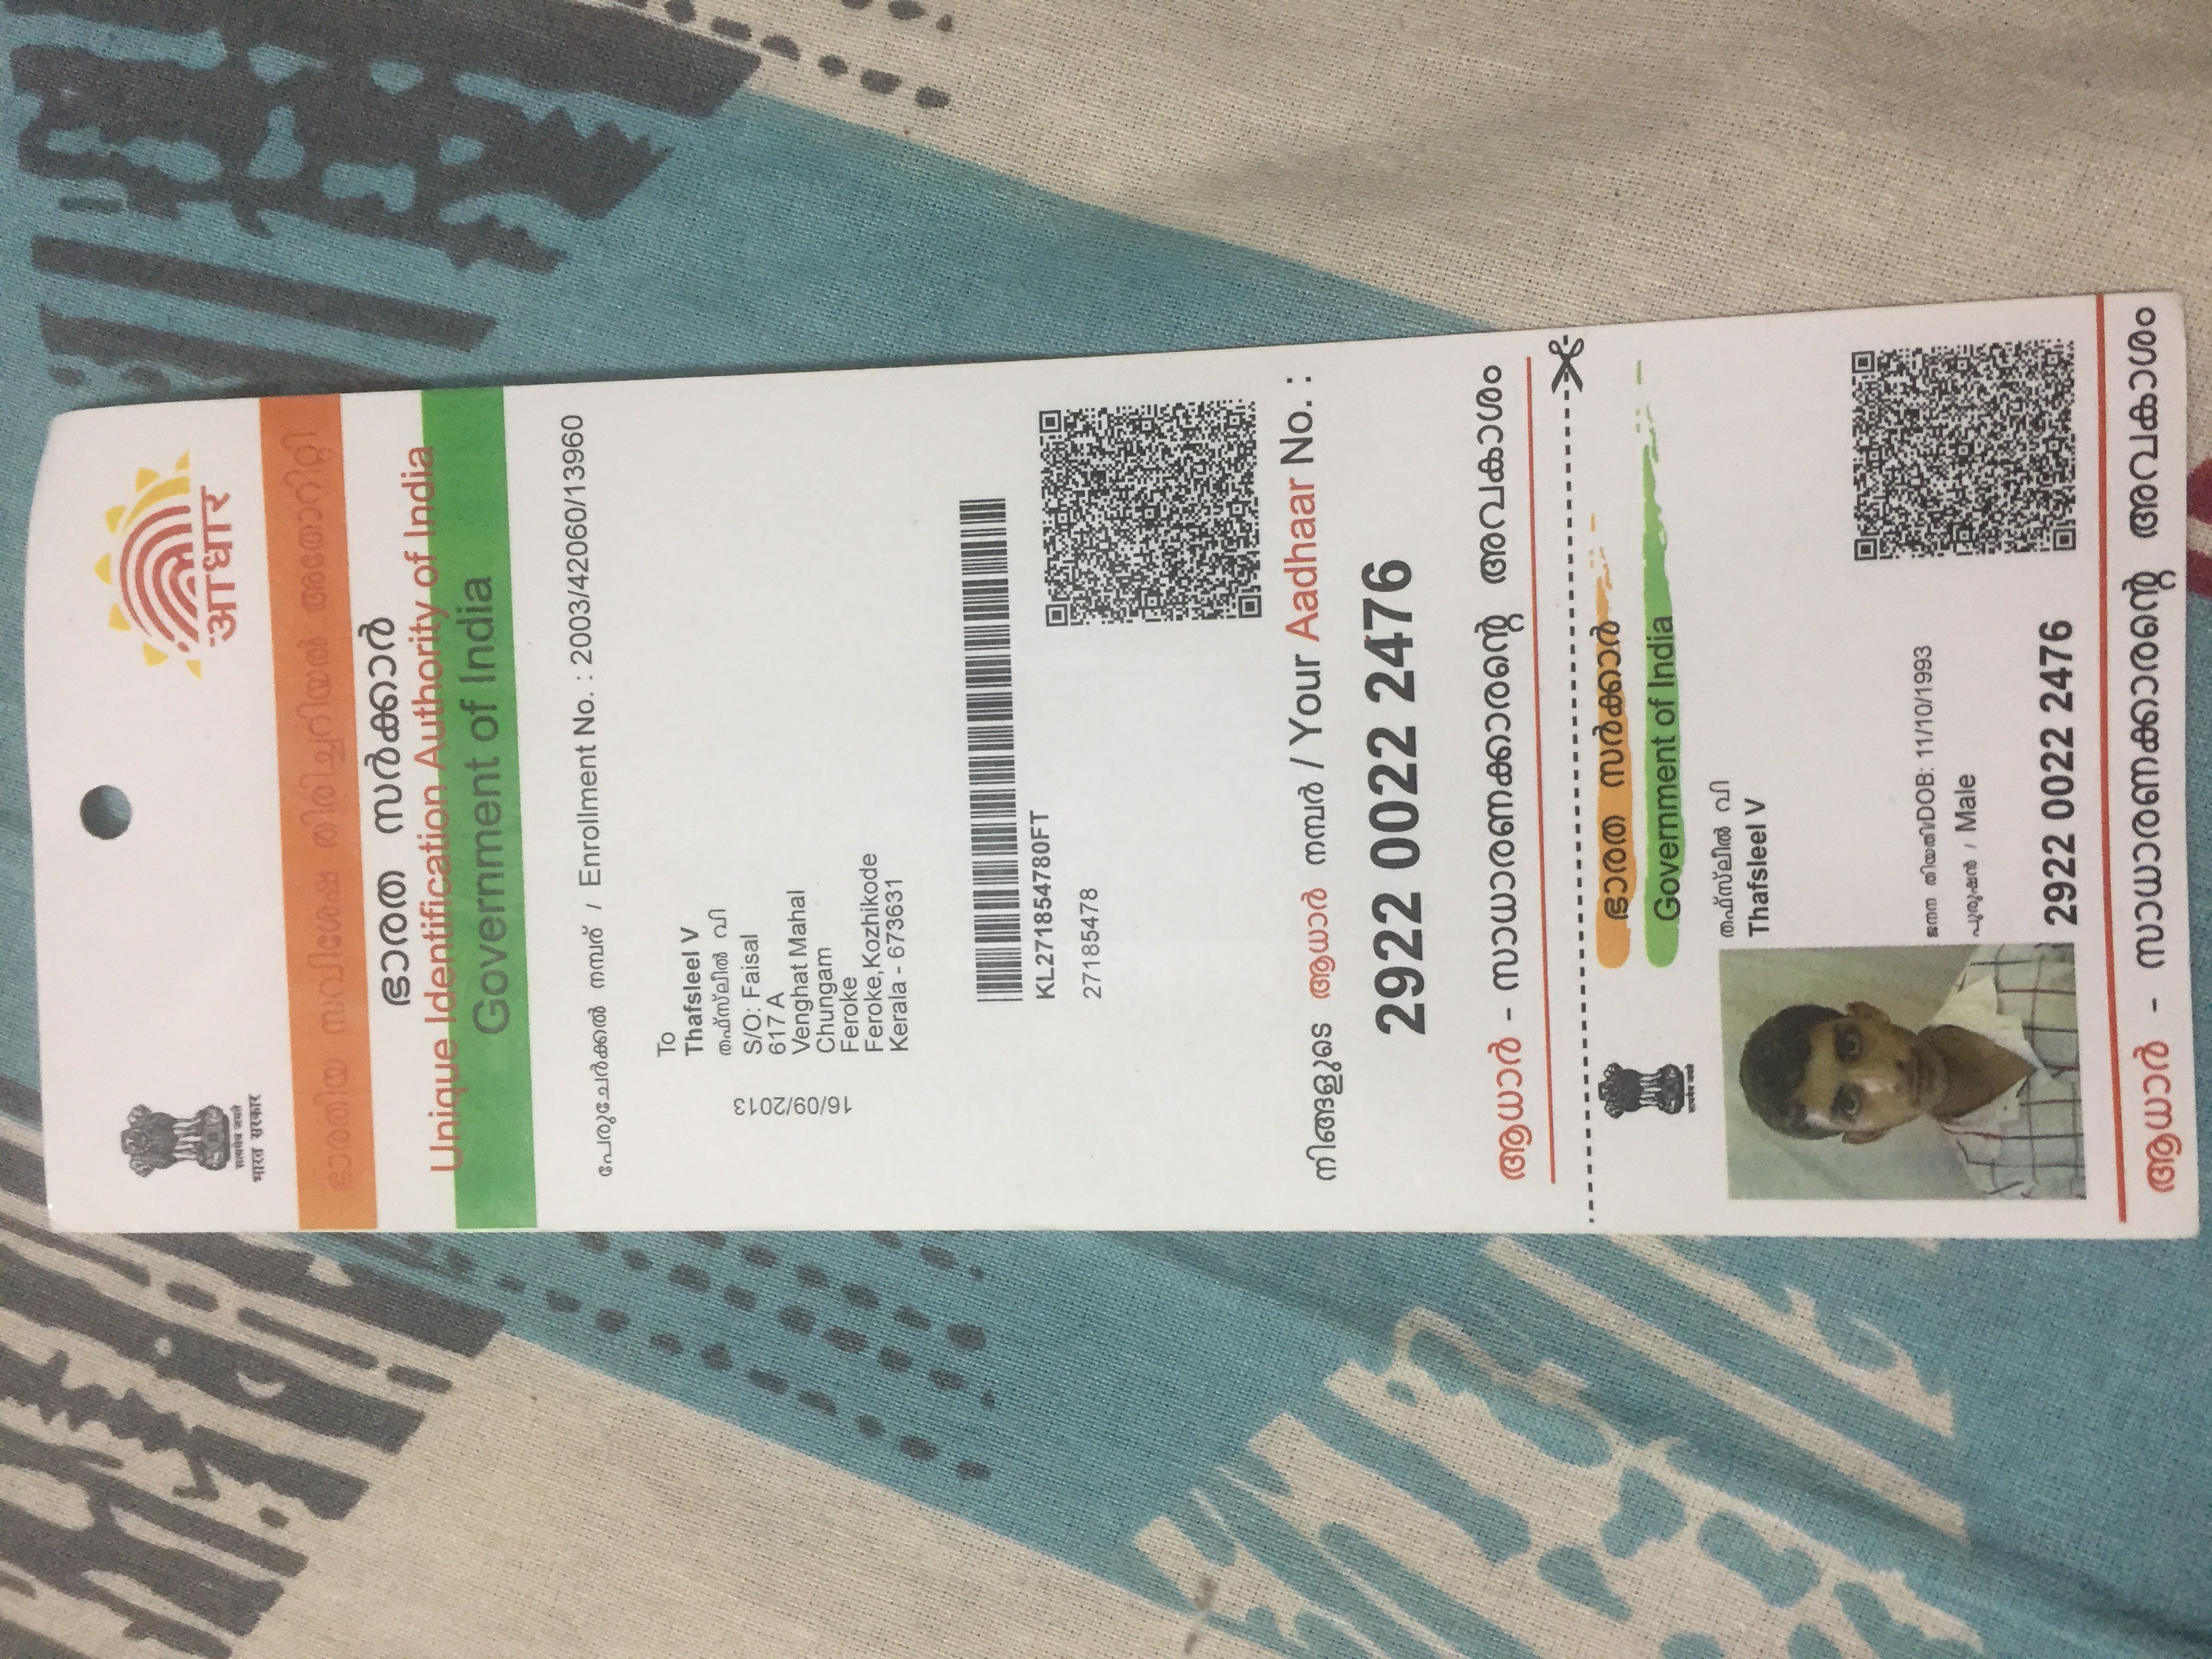 सत्यमेव जयते
भारत सरकार
आधार
ഭാരതീയ സവിശേഷ തിരിച്ചറിയൽ അതോറിറ്റി
ഭാരത സർക്കാർ
Unique Identification Authority of India
Government of India
പേരുചേർക്കൽ നമ്പര് / Enrollment No. : 2003/42060/13960
16/09/2013
To
Thafsleel V
തഫ്സ്‌ലീൽ വി
S/O: Faisal
617 A
Venghat Mahal
Chungam
Feroke
Feroke,Kozhikode
Kerala - 673631
KL271854780FT
27185478
നിങ്ങളുടെ ആധാർ നമ്പർ / Your Aadhaar No. :
2922 0022 2476
ആധാർ - സാധാരണക്കാരന്റെ അവകാശം
सत्यमेव जयते
ഭാരത സർക്കാർ
Government of India
തഫ്സ്‌ലീൽ വി
Thafsleel V
ജനന തിയതി/DOB: 11/10/1993
പുരുഷൻ / Male
2922 0022 2476
ആധാർ - സാധാരണക്കാരന്റെ അവകാശം